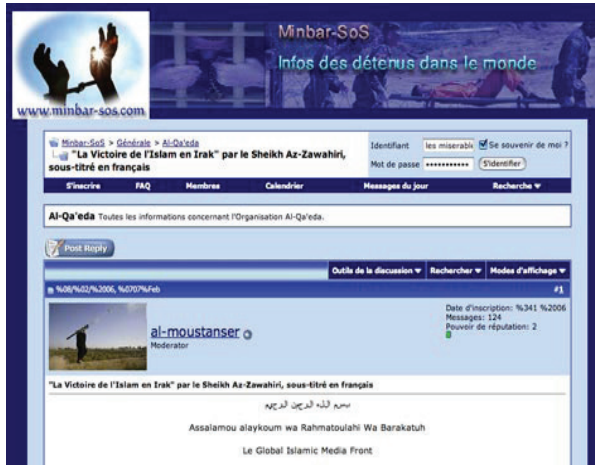 Minbar-SoS
Infos des détenus dans le monde
www.minbar-sos.com
Minbar-SoS > Générale > Al-Qa'eda
"La Victoire de l'Islam en Irak" par le Sheikh Az-Zawahiri,
sous-titré en français
Identifiant les miserabl Se souvenir de moi ?
Mot de passe S'identifier
S'inscrire FAQ Membres Calendrier Messages du jour Recherche
Al-Qa'eda Toutes les informations concernant l'Organisation Al-Qa'eda.
Post Reply
Outils de la discussion Rechercher Modes d'affichage
%08/%02/%2006, %0707%Feb #1
al-moustanser
Moderator
Date d'inscription: %341 %2006
Messages: 124
Pouvoir de réputation: 2
"La Victoire de l'Islam en Irak" par le Sheikh Az-Zawahiri, sous-titré en français
بسم الله الرحمن الرحيم
Assalamou alaykoum wa Rahmatoulahi Wa Barakatuh
Le Global Islamic Media Front